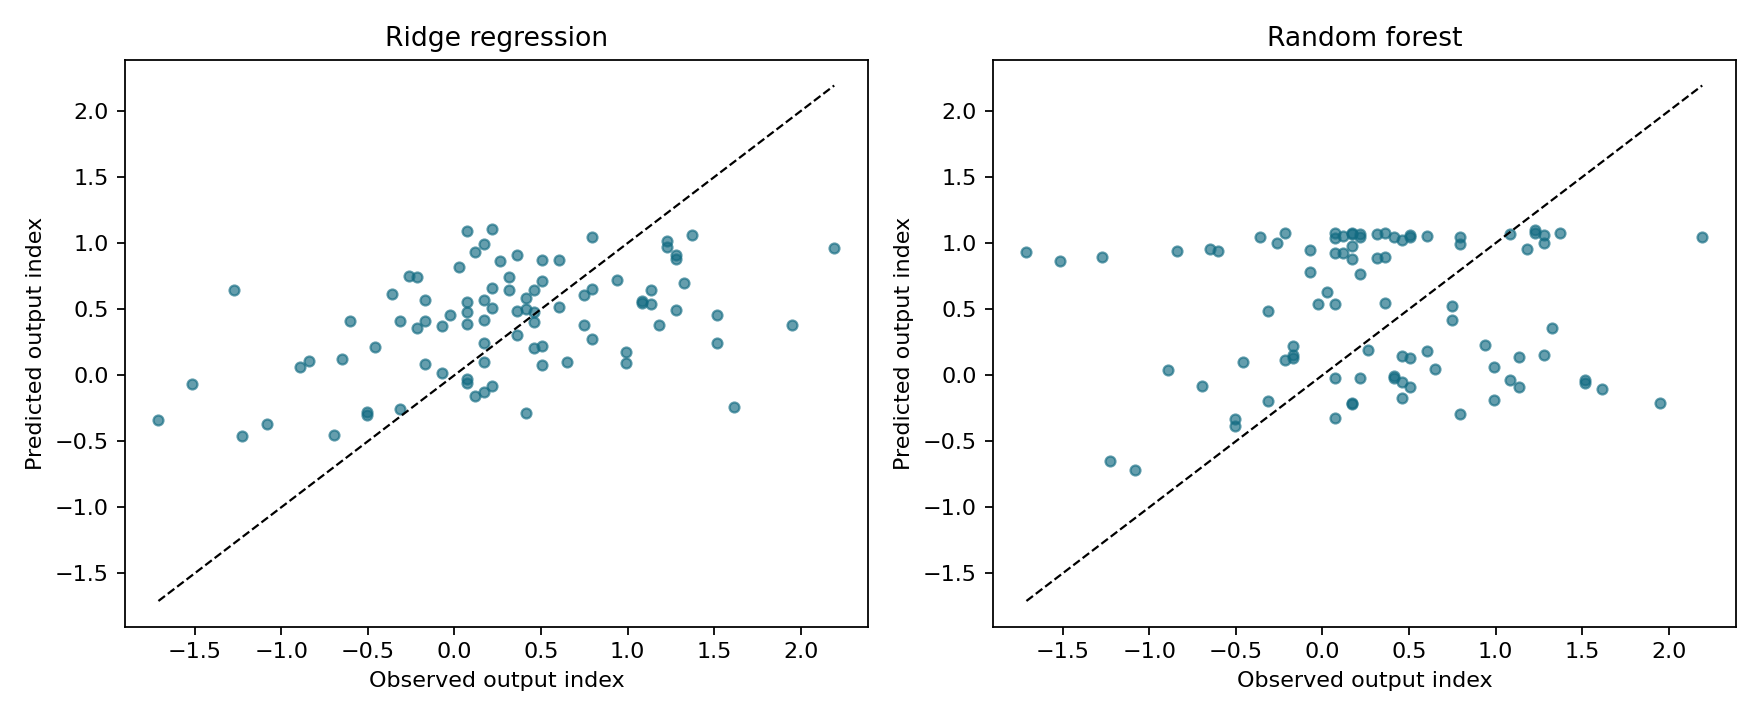 Ridge regression
Predicted output index
2.0
1.5
1.0
0.5
0.0
−0.5
−1.0
−1.5
−1.5 −1.0 −0.5 0.0 0.5 1.0 1.5 2.0
Observed output index
Random forest
Predicted output index
2.0
1.5
1.0
0.5
0.0
−0.5
−1.0
−1.5
−1.5 −1.0 −0.5 0.0 0.5 1.0 1.5 2.0
Observed output index